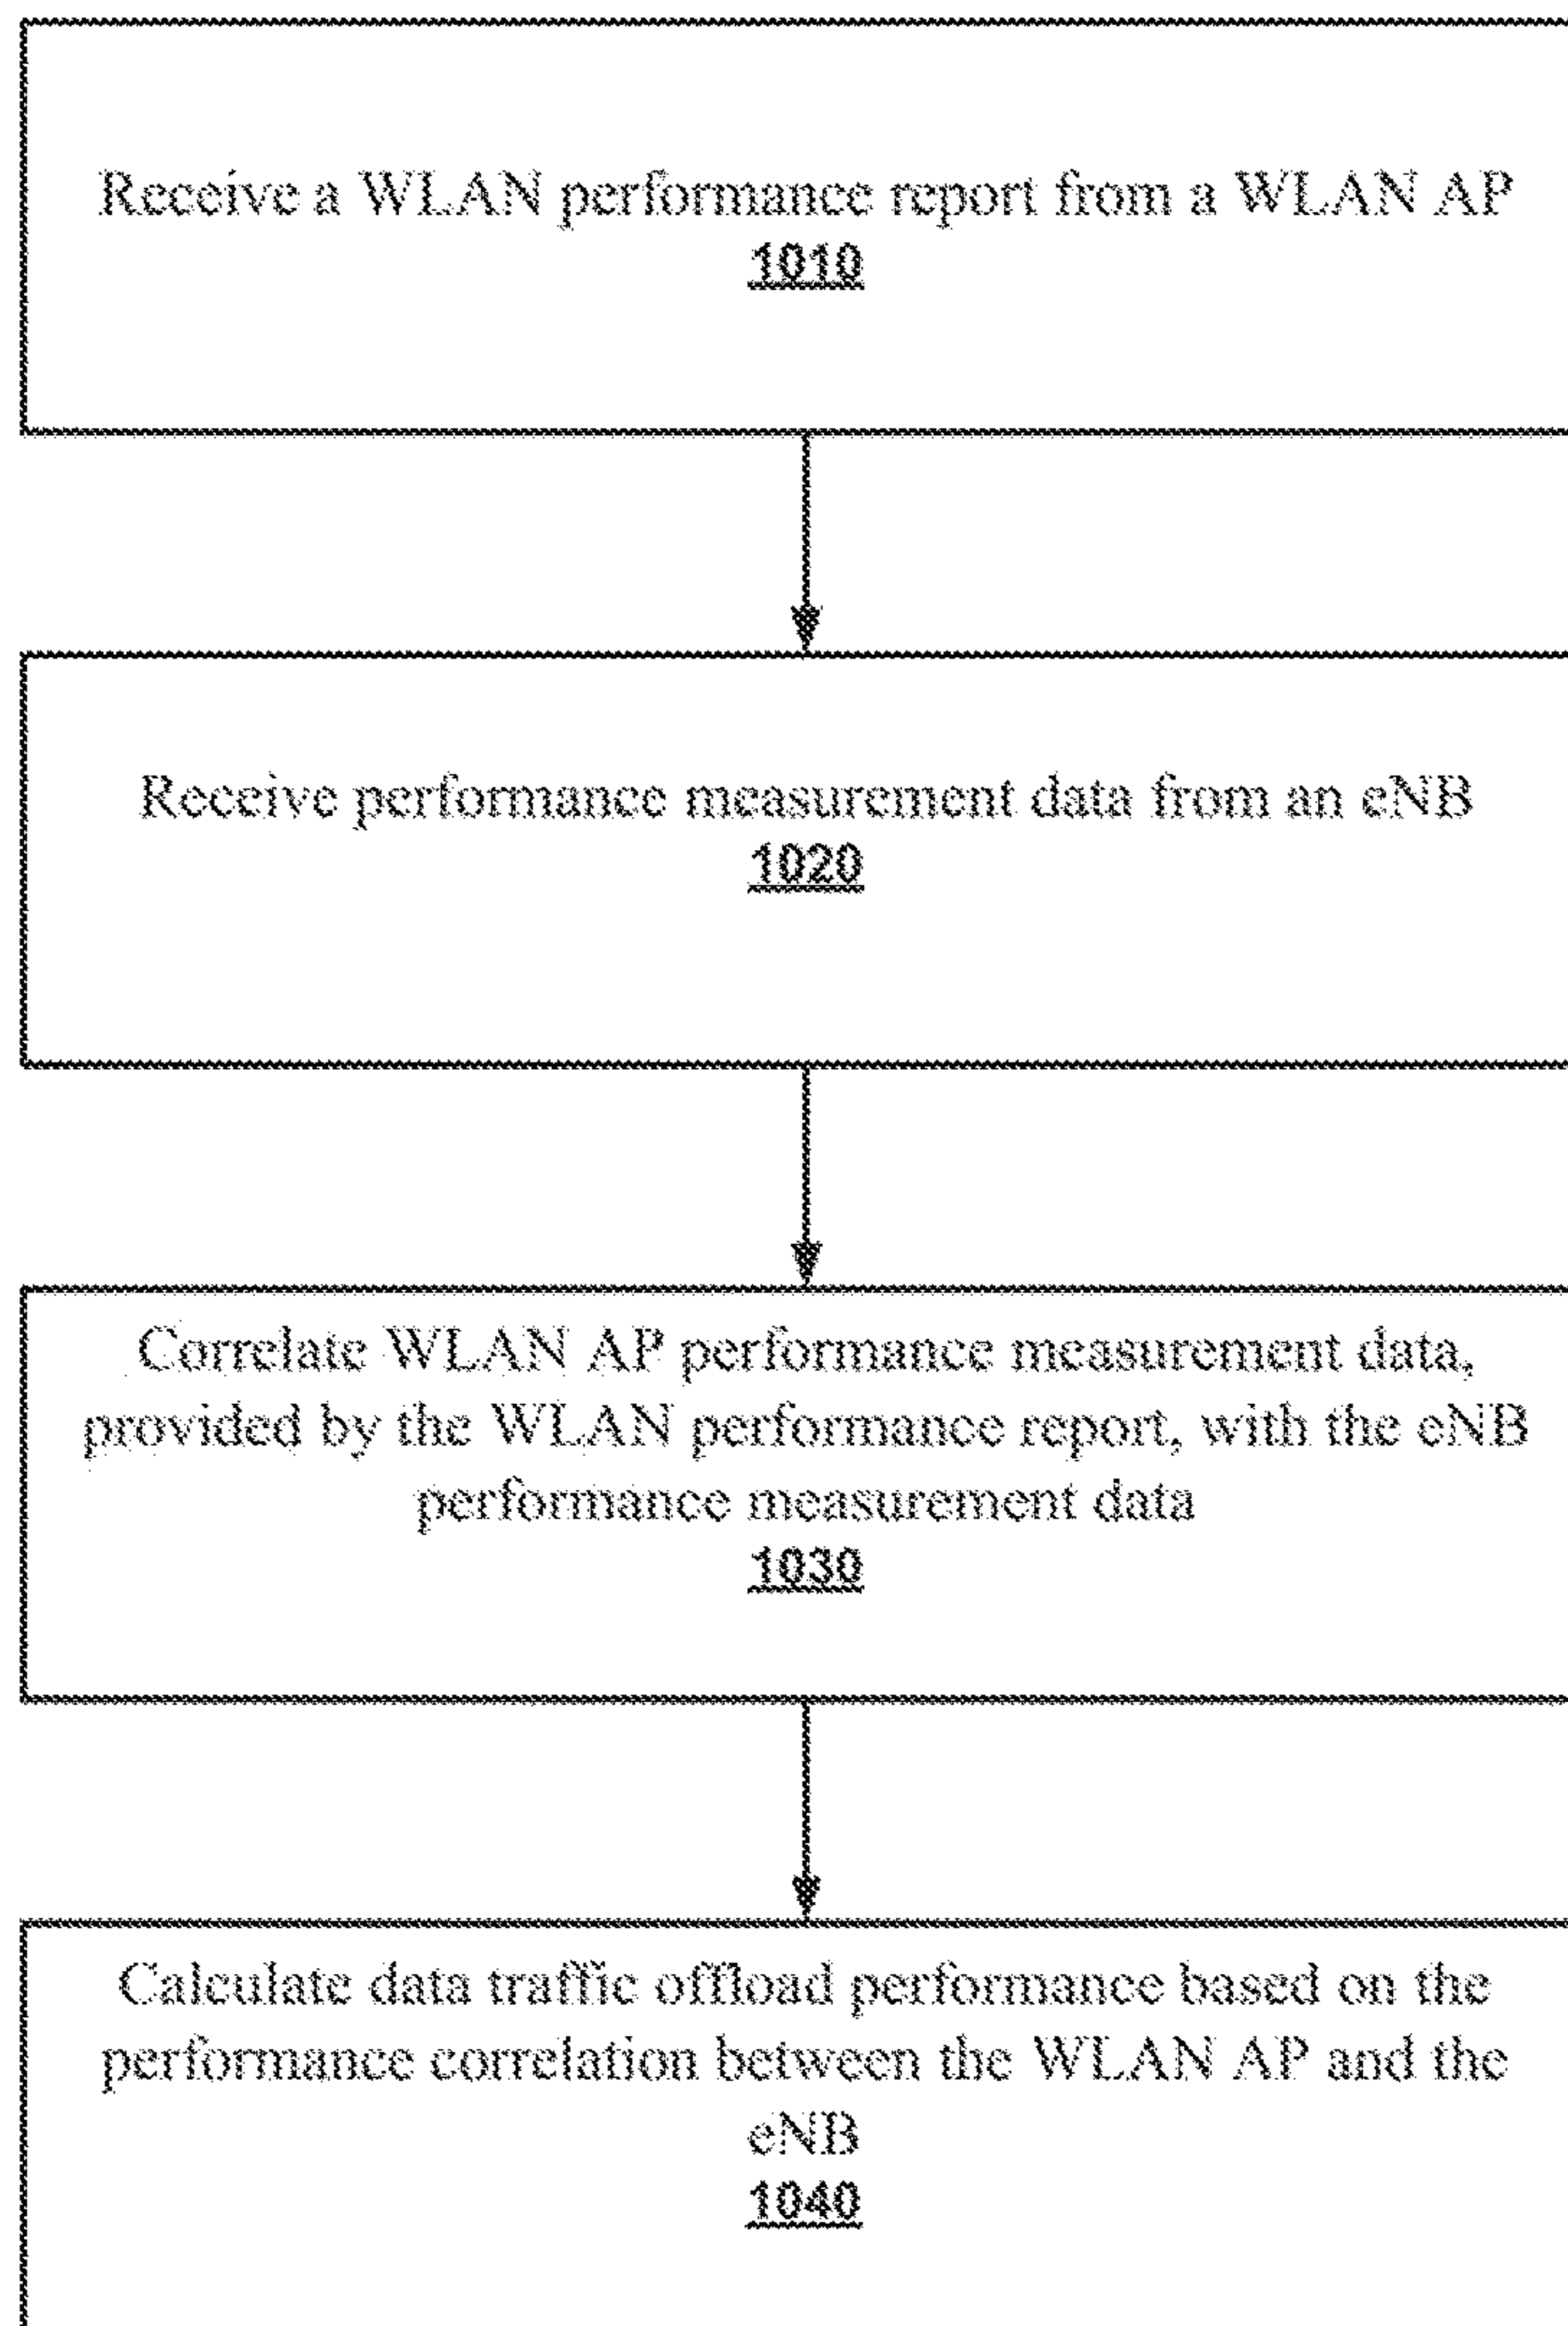 Receive a WLAN performance report from a WLAN AP
1010
Receive performance measurement data from an eNB
1020
Correlate WLAN AP performance measurement data,
provided by the WLAN performance report, with the eNB
performance measurement data
1030
Calculate data traffic offload performance based on the
performance correlation between the WLAN AP and the
eNB
1040